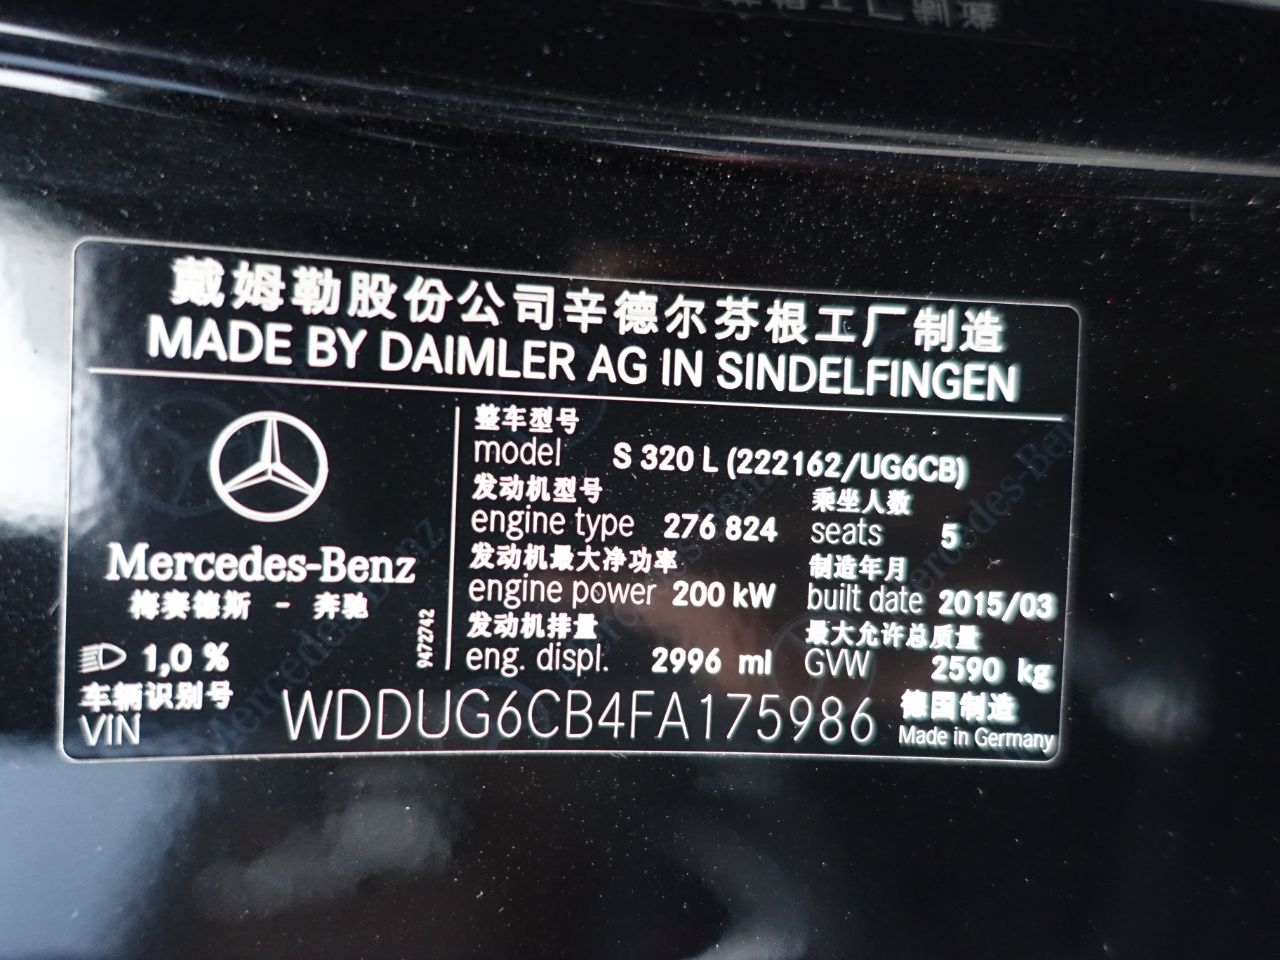 戴姆勒股份公司辛德尔芬根工厂制造
MADE BY DAIMLER AG IN SINDELFINGEN
整车型号
model S 320 L (222162/UG6CB)
发动机型号 乘坐人数
engine type 276 824 seats 5
发动机最大净功率 制造年月
engine power 200 kW built date 2015/03
发动机排量 最大允许总质量
eng. displ. 2996 ml GVW 2590 kg
Mercedes-Benz
梅赛德斯 - 奔驰
9472742
1,0 %
车辆识别号 德国制造
VIN WDDUG6CB4FA175986 Made in Germany